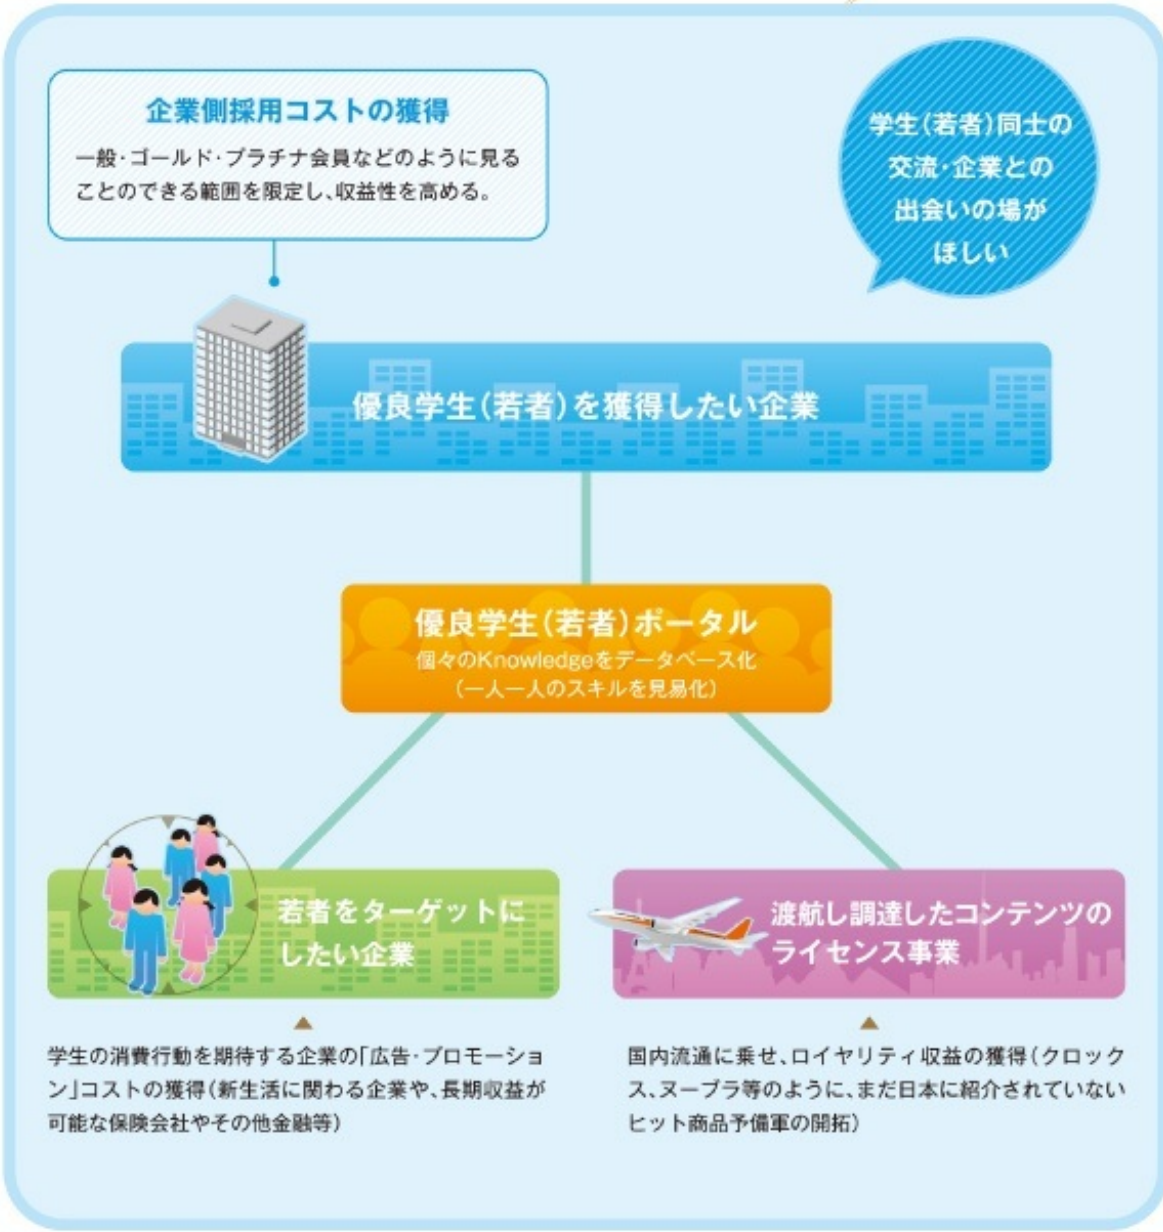 企業側採用コストの獲得
一般・ゴールド・プラチナ会員などのように見る
ことのできる範囲を限定し、収益性を高める。
学生(若者)同士の
交流・企業との
出会いの場が
ほしい
優良学生(若者)を獲得したい企業
優良学生(若者)ポータル
個々のKnowledgeをデータベース化
(一人一人のスキルを見易化)
若者をターゲットに
したい企業
渡航し調達したコンテンツの
ライセンス事業
学生の消費行動を期待する企業の「広告・プロモーショ
ン」コストの獲得(新生活に関わる企業や、長期収益が
可能な保険会社やその他金融等)
国内流通に乗せ、ロイヤリティ収益の獲得(クロック
ス、ヌーブラ等のように、まだ日本に紹介されていない
ヒット商品予備軍の開拓)